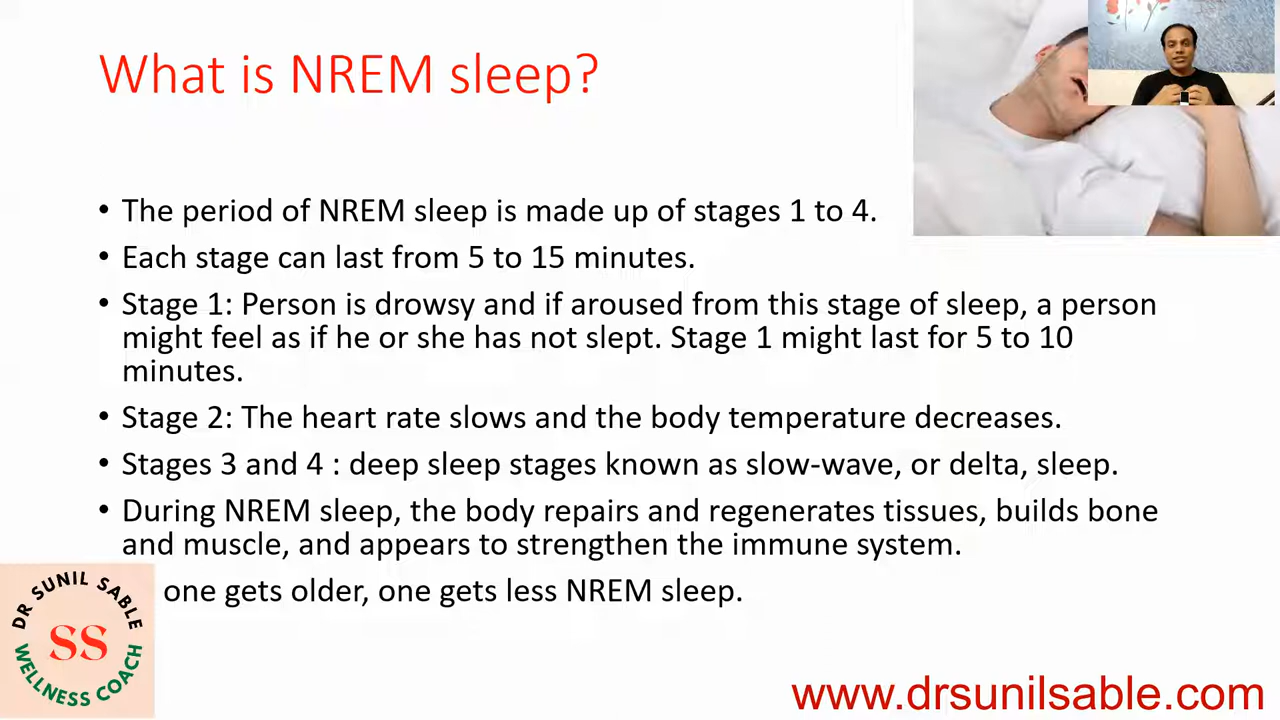 What is NREM sleep?
• The period of NREM sleep is made up of stages 1 to 4.
• Each stage can last from 5 to 15 minutes.
• Stage 1: Person is drowsy and if aroused from this stage of sleep, a person
might feel as if he or she has not slept. Stage 1 might last for 5 to 10
minutes.
• Stage 2: The heart rate slows and the body temperature decreases.
• Stages 3 and 4 : deep sleep stages known as slow-wave, or delta, sleep.
• During NREM sleep, the body repairs and regenerates tissues, builds bone
and muscle, and appears to strengthen the immune system.
one gets older, one gets less NREM sleep.
DR SUNIL SABLE
SS
WELLNESS COACH
www.drsunilsable.com